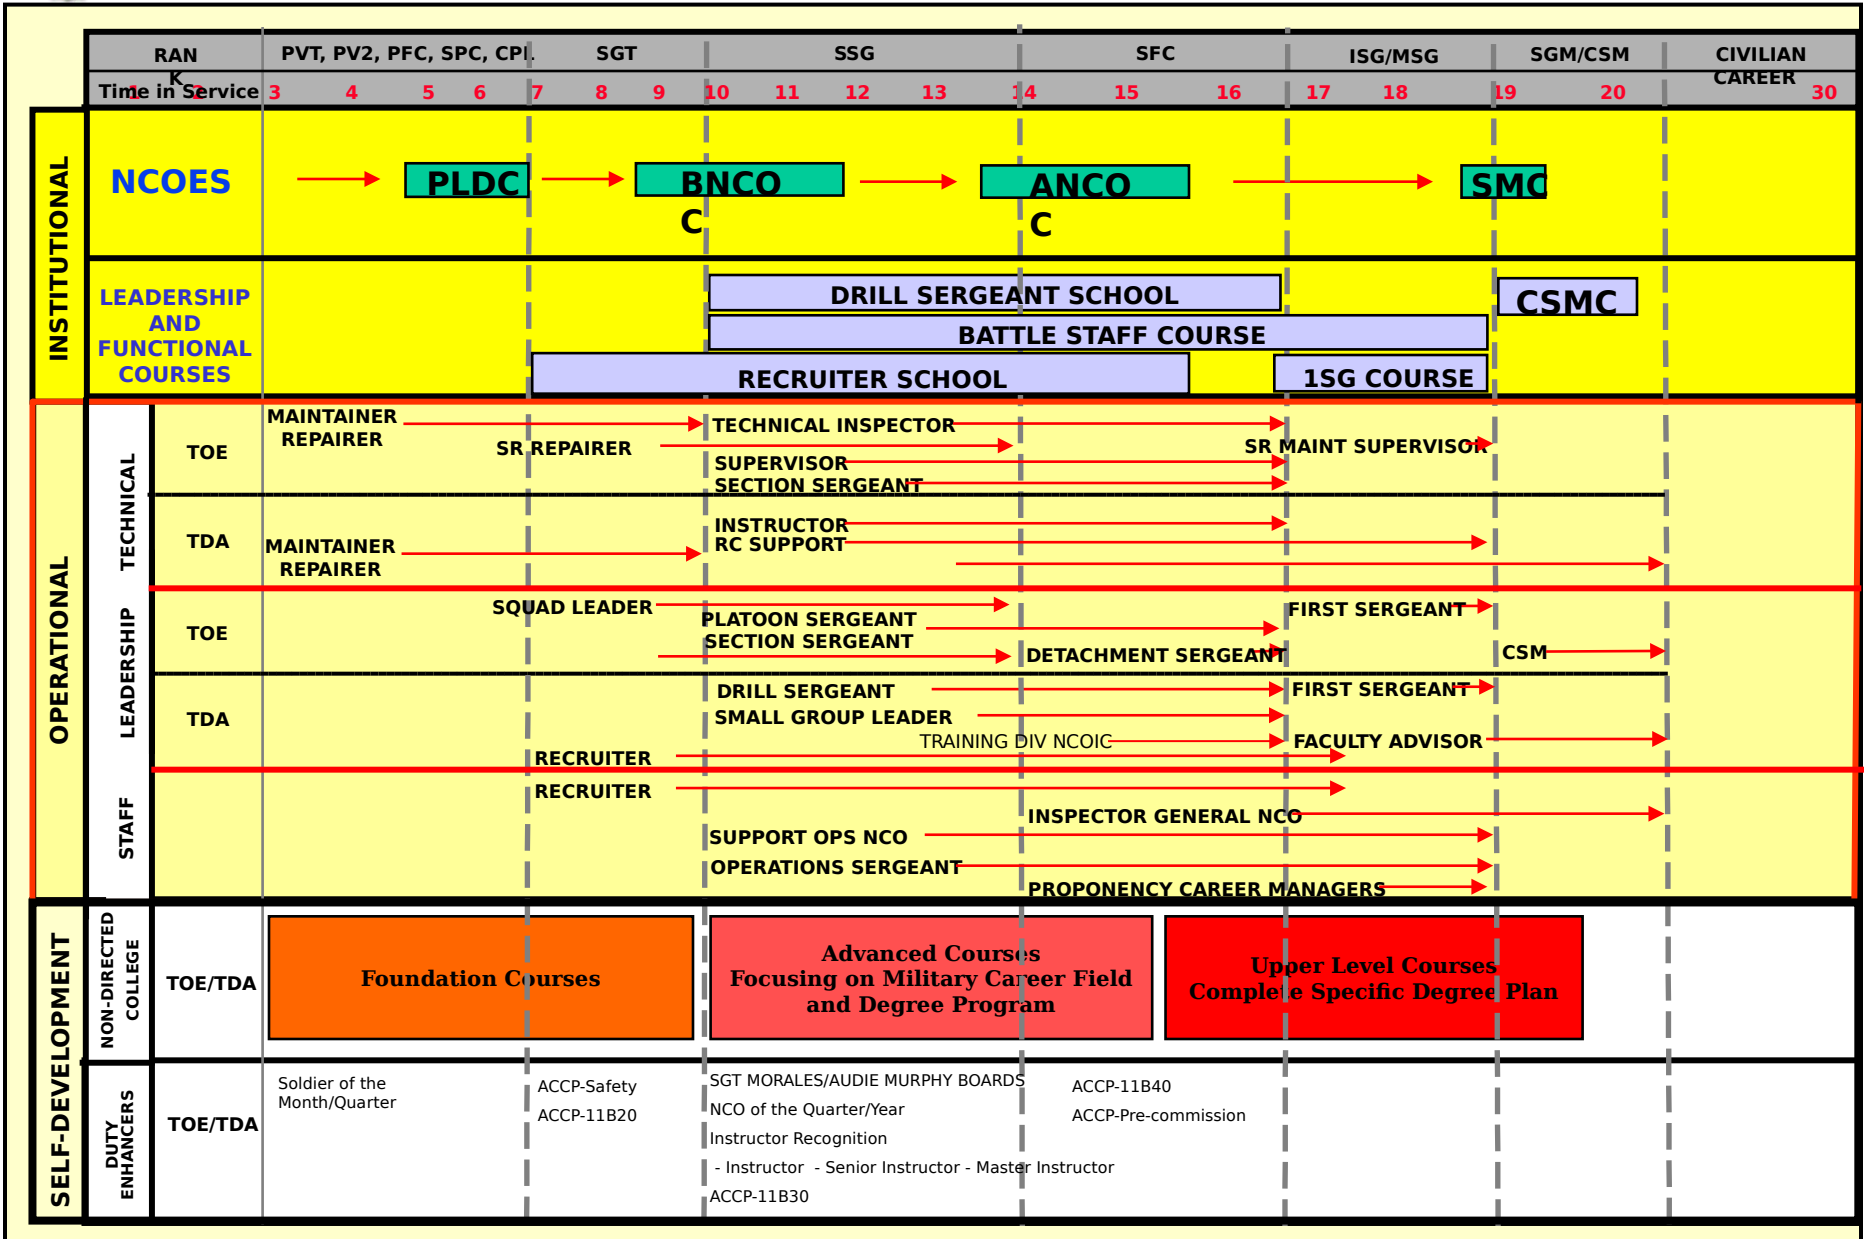 RAN
K
PVT, PV2, PFC, SPC, CPL
SGT
SSG
SFC
ISG/MSG
SGM/CSM
CIVILIAN
CAREER
Time in Service
1 2 3 4 5 6 7 8 9 10 11 12 13 14 15 16 17 18 19 20 30
INSTITUTIONAL
NCOES
PLDC
BNCO
C
ANCO
C
SMC
LEADERSHIP
AND
FUNCTIONAL
COURSES
DRILL SERGEANT SCHOOL
CSMC
BATTLE STAFF COURSE
RECRUITER SCHOOL
1SG COURSE
OPERATIONAL
TECHNICAL
TOE
MAINTAINER
REPAIRER
SR REPAIRER
TECHNICAL INSPECTOR
SR MAINT SUPERVISOR
SUPERVISOR
SECTION SERGEANT
TDA
MAINTAINER
REPAIRER
INSTRUCTOR
RC SUPPORT
LEADERSHIP
TOE
SQUAD LEADER
PLATOON SERGEANT
SECTION SERGEANT
DETACHMENT SERGEANT
FIRST SERGEANT
CSM
TDA
DRILL SERGEANT
FIRST SERGEANT
SMALL GROUP LEADER
TRAINING DIV NCOIC
FACULTY ADVISOR
RECRUITER
STAFF
RECRUITER
INSPECTOR GENERAL NCO
SUPPORT OPS NCO
OPERATIONS SERGEANT
PROPONENCY CAREER MANAGERS
SELF-DEVELOPMENT
NON-DIRECTED
COLLEGE
TOE/TDA
Foundation Courses
Advanced Courses
Focusing on Military Career Field
and Degree Program
Upper Level Courses
Complete Specific Degree Plan
DUTY
ENHANCERS
TOE/TDA
Soldier of the
Month/Quarter
ACCP-Safety
ACCP-11B20
SGT MORALES/AUDIE MURPHY BOARDS
NCO of the Quarter/Year
Instructor Recognition
- Instructor - Senior Instructor - Master Instructor
ACCP-11B30
ACCP-11B40
ACCP-Pre-commission